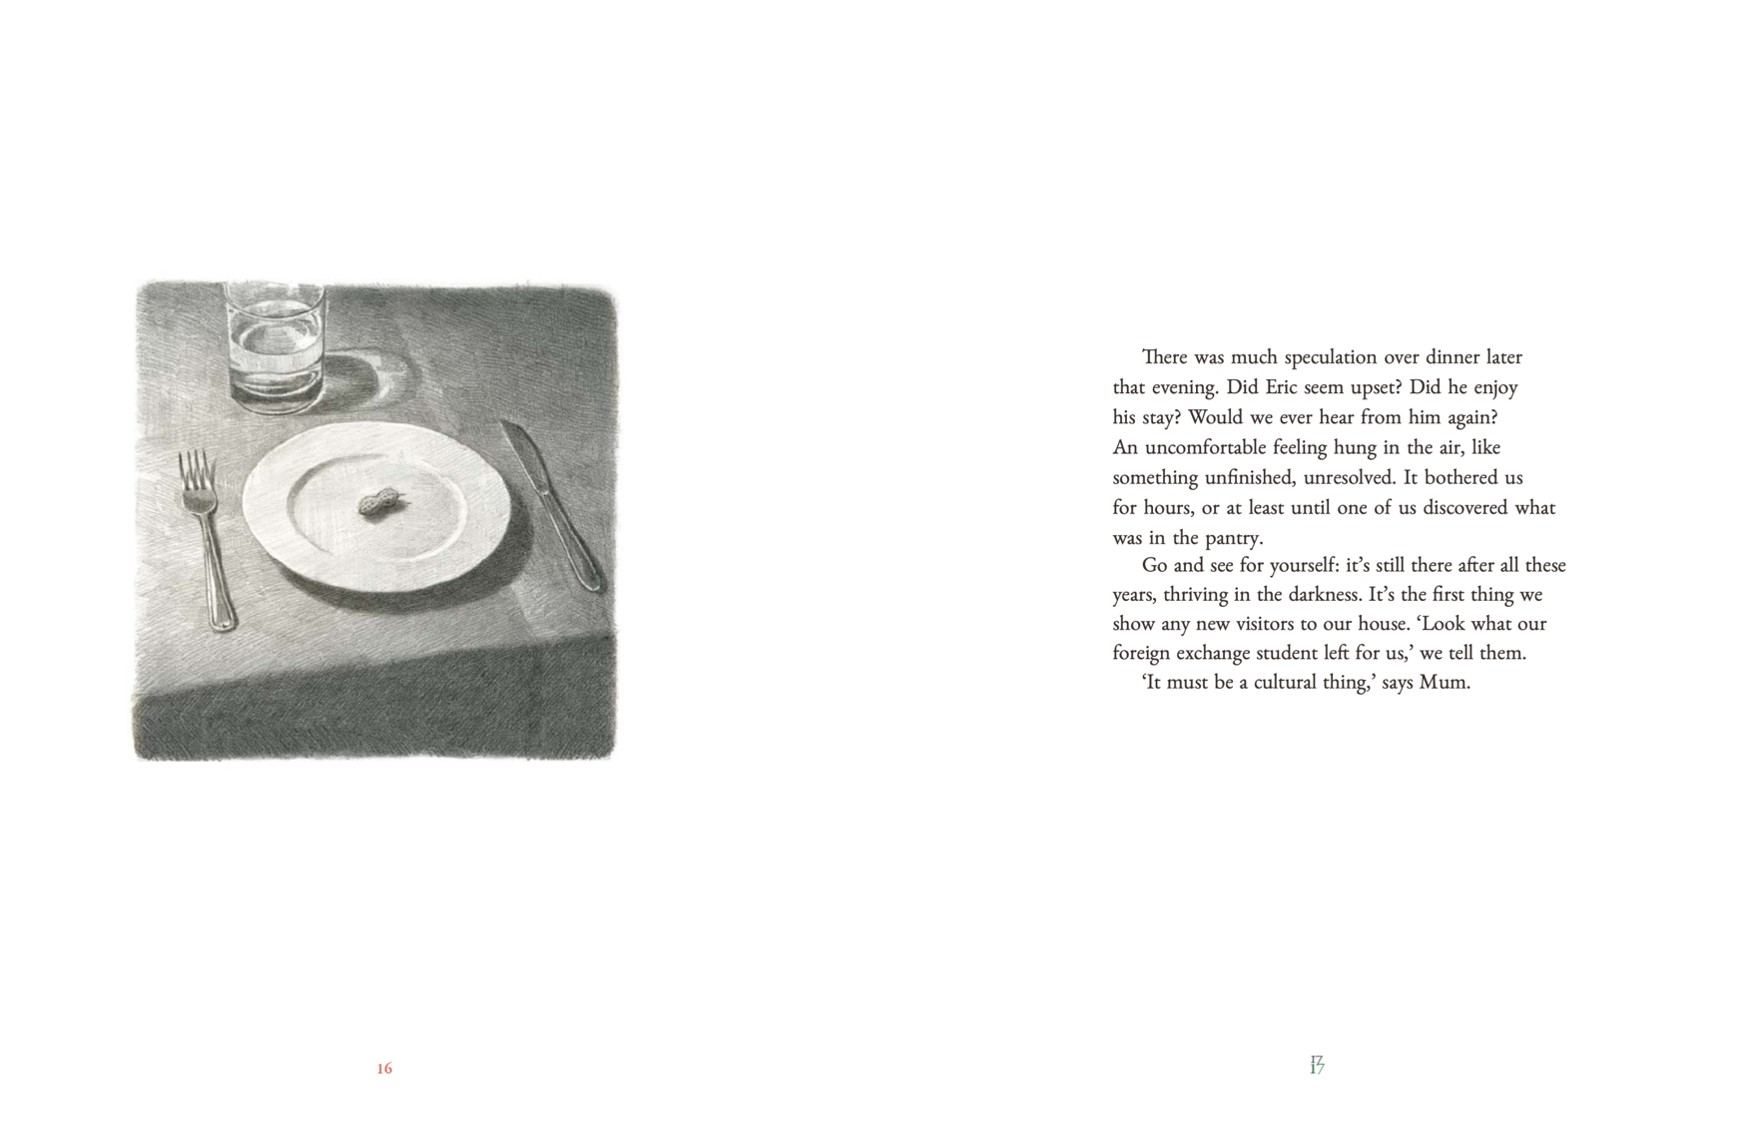 There was much speculation over dinner later
that evening. Did Eric seem upset? Did he enjoy
his stay? Would we ever hear from him again?
An uncomfortable feeling hung in the air, like
something unfinished, unresolved. It bothered us
for hours, or at least until one of us discovered what
was in the pantry.
Go and see for yourself: it’s still there after all these
years, thriving in the darkness. It’s the first thing we
show any new visitors to our house. ‘Look what our
foreign exchange student left for us,’ we tell them.
‘It must be a cultural thing,’ says Mum.
16
17
17